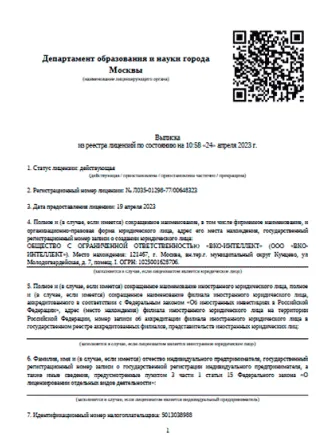 Департамент образования и науки города
Москвы
(наименование лицензирующего органа)
Выписка
из реестра лицензий по состоянию на 10:58 «24» апреля 2023 г.
1. Статус лицензии: действующая
(действующая / приостановлена / приостановлена частично / прекращена)
2. Регистрационный номер лицензии: № Л035-01298-77/00646323
3. Дата предоставления лицензии: 19 апреля 2023
4. Полное и (в случае, если имеется) сокращенное наименование, в том числе фирменное наименование, и
организационно-правовая форма юридического лица, адрес его места нахождения, государственный
регистрационный номер записи о создании юридического лица:
ОБЩЕСТВО С ОГРАНИЧЕННОЙ ОТВЕТСТВЕННОСТЬЮ «ЭКО-ИНТЕЛЛЕКТ» (ООО «ЭКО-
ИНТЕЛЛЕКТ»). Место нахождения: 121467, г. Москва, вн.тер.г. муниципальный округ Кунцево, ул
Молодогвардейская, д. 7, помещ. 1. ОГРН: 1025001628706.
(заполняется в случае, если лицензиатом является юридическое лицо)
5. Полное и (в случае, если имеется) сокращенное наименование иностранного юридического лица, полное
и (в случае, если имеется) сокращенное наименование филиала иностранного юридического лица,
аккредитованного в соответствии с Федеральным законом «Об иностранных инвестициях в Российской
Федерации», адрес (место нахождения) филиала иностранного юридического лица на территории
Российской Федерации, номер записи об аккредитации филиала иностранного юридического лица в
государственном реестре аккредитованных филиалов, представительств иностранных юридических лиц:
(заполняется в случае, если лицензиатом является иностранное юридическое лицо)
6. Фамилия, имя и (в случае, если имеется) отчество индивидуального предпринимателя, государственный
регистрационный номер записи о государственной регистрации индивидуального предпринимателя, а
также иные сведения, предусмотренные пунктом 3 части 1 статьи 15 Федерального закона «О
лицензировании отдельных видов деятельности»:
(заполняется в случае, если лицензиатом является индивидуальный предприниматель)
7. Идентификационный номер налогоплательщика: 5013038988
1